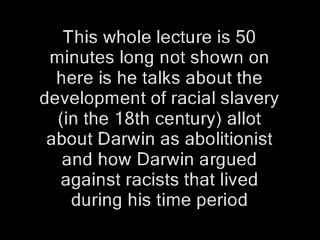 This whole lecture is 50
minutes long not shown on
here is he talks about the
development of racial slavery
(in the 18th century) allot
about Darwin as abolitionist
and how Darwin argued
against racists that lived
during his time period